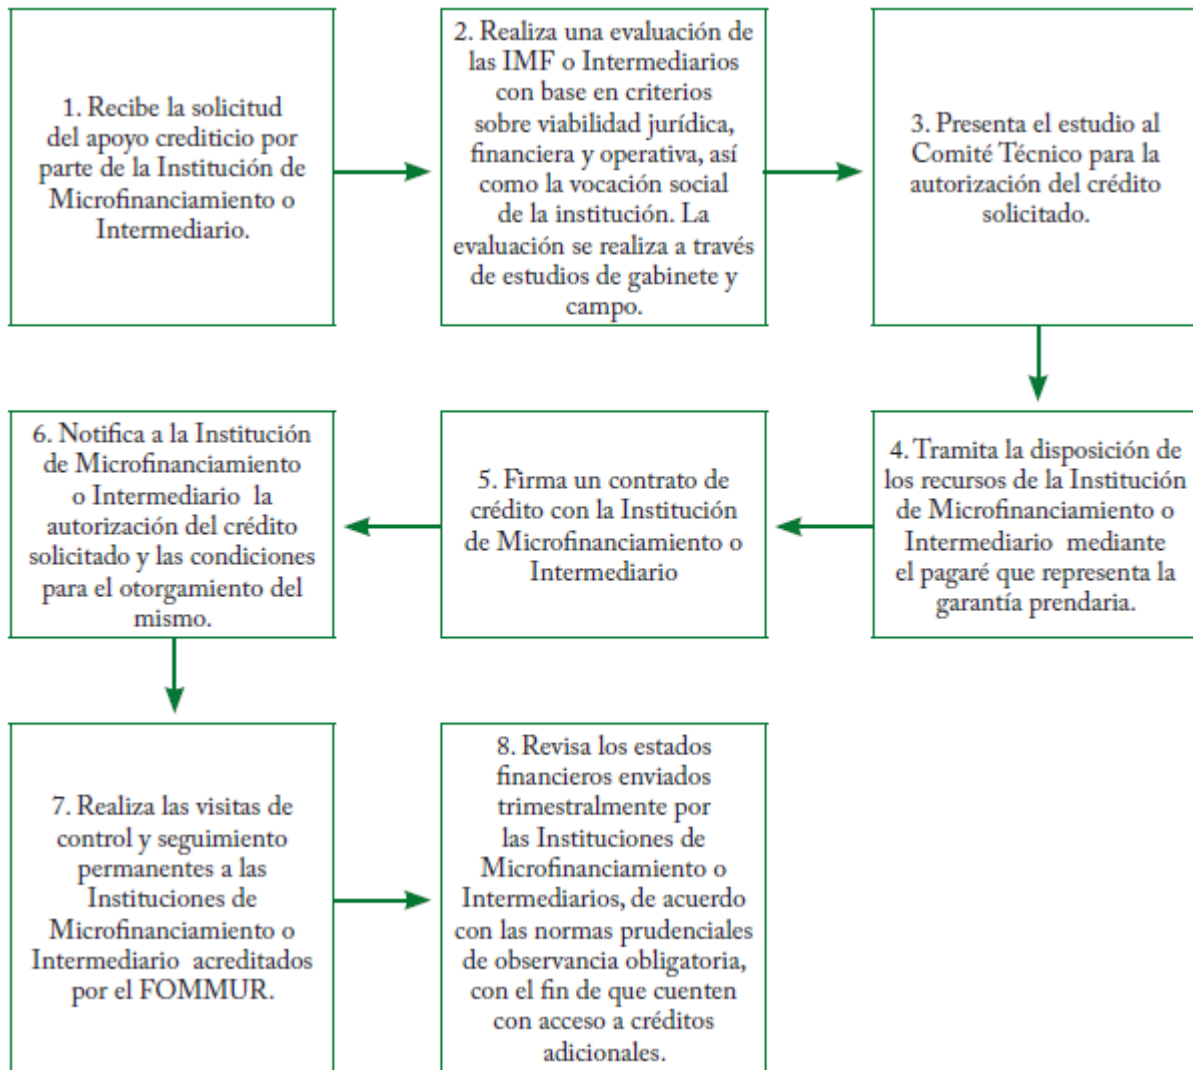 1. Recibe la solicitud
del apoyo crediticio por
parte de la Institución de
Microfinanciamiento o
Intermediario.
2. Realiza una evaluación de
las IMF o Intermediarios
con base en criterios
sobre viabilidad jurídica,
financiera y operativa, así
como la vocación social
de la institución. La
evaluación se realiza a través
de estudios de gabinete y
campo.
3. Presenta el estudio al
Comité Técnico para la
autorización del crédito
solicitado.
4. Tramita la disposición de
los recursos de la Institución
de Microfinanciamiento o
Intermediario mediante
el pagaré que representa la
garantía prendaria.
5. Firma un contrato de
crédito con la Institución
de Microfinanciamiento o
Intermediario
6. Notifica a la Institución
de Microfinanciamiento
o Intermediario la
autorización del crédito
solicitado y las condiciones
para el otorgamiento del
mismo.
7. Realiza las visitas de
control y seguimiento
permanentes a las
Instituciones de
Microfinanciamiento o
Intermediario acreditados
por el FOMMUR.
8. Revisa los estados
financieros enviados
trimestralmente por
las Instituciones de
Microfinanciamiento o
Intermediarios, de acuerdo
con las normas prudenciales
de observancia obligatoria,
con el fin de que cuenten
con acceso a créditos
adicionales.